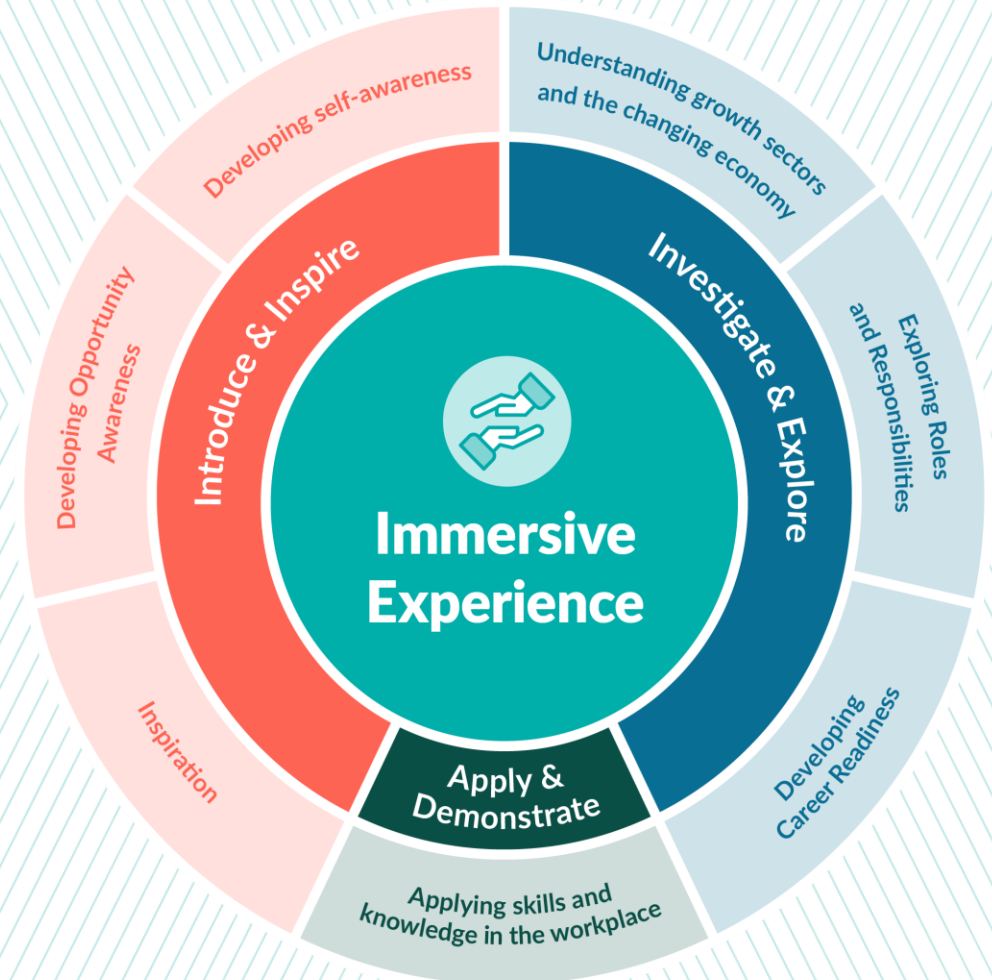 Immersive
Experience
Introduce & Inspire
Developing self-awareness
Developing Opportunity
Awareness
Inspiration
Investigate & Explore
Understanding growth sectors
and the changing economy
Exploring Roles
and Responsibilities
Developing
Career Readiness
Apply &
Demonstrate
Applying skills and
knowledge in the workplace